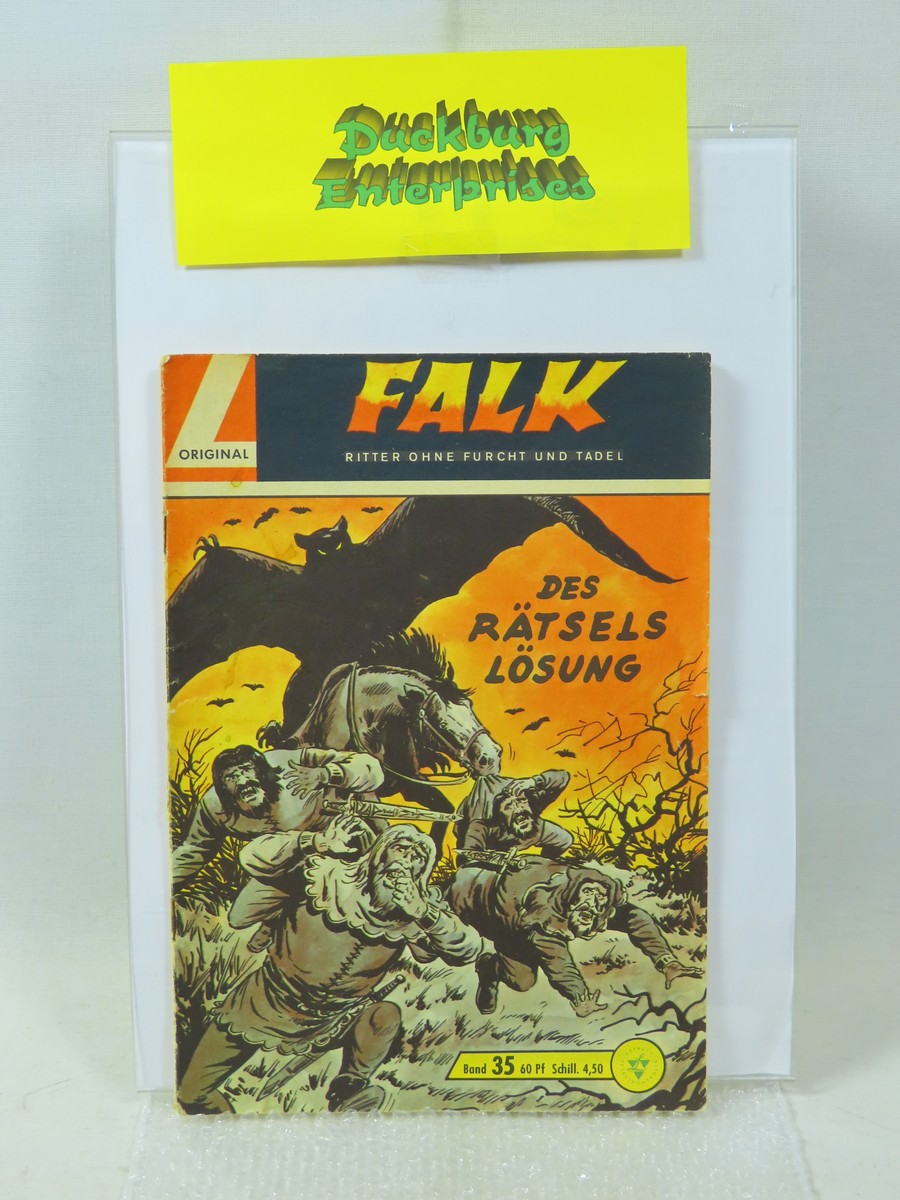 Duckburg
Enterprises
L
ORIGINAL
FALK
RITTER OHNE FURCHT UND TADEL
DES
RÄTSELS
LÖSUNG
Band 35 60 Pf Schill. 4,50